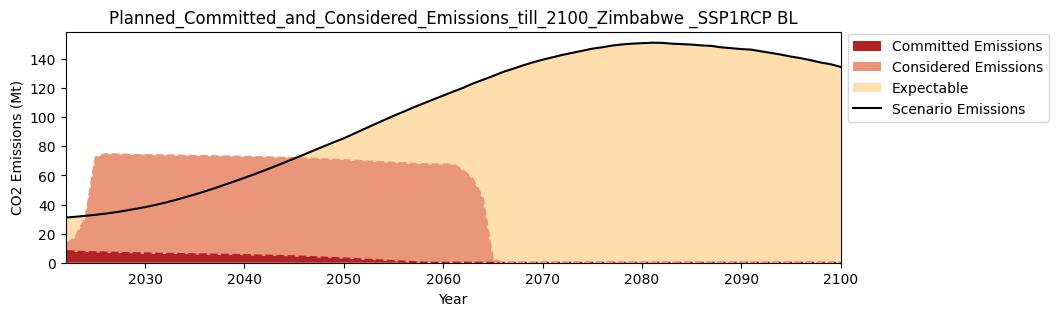 Planned_Committed_and_Considered_Emissions_till_2100_Zimbabwe _SSP1RCP BL
Committed Emissions
Considered Emissions
Expectable
Scenario Emissions
CO2 Emissions (Mt)
140
120
100
80
60
40
20
0
2030 2040 2050 2060 2070 2080 2090 2100
Year